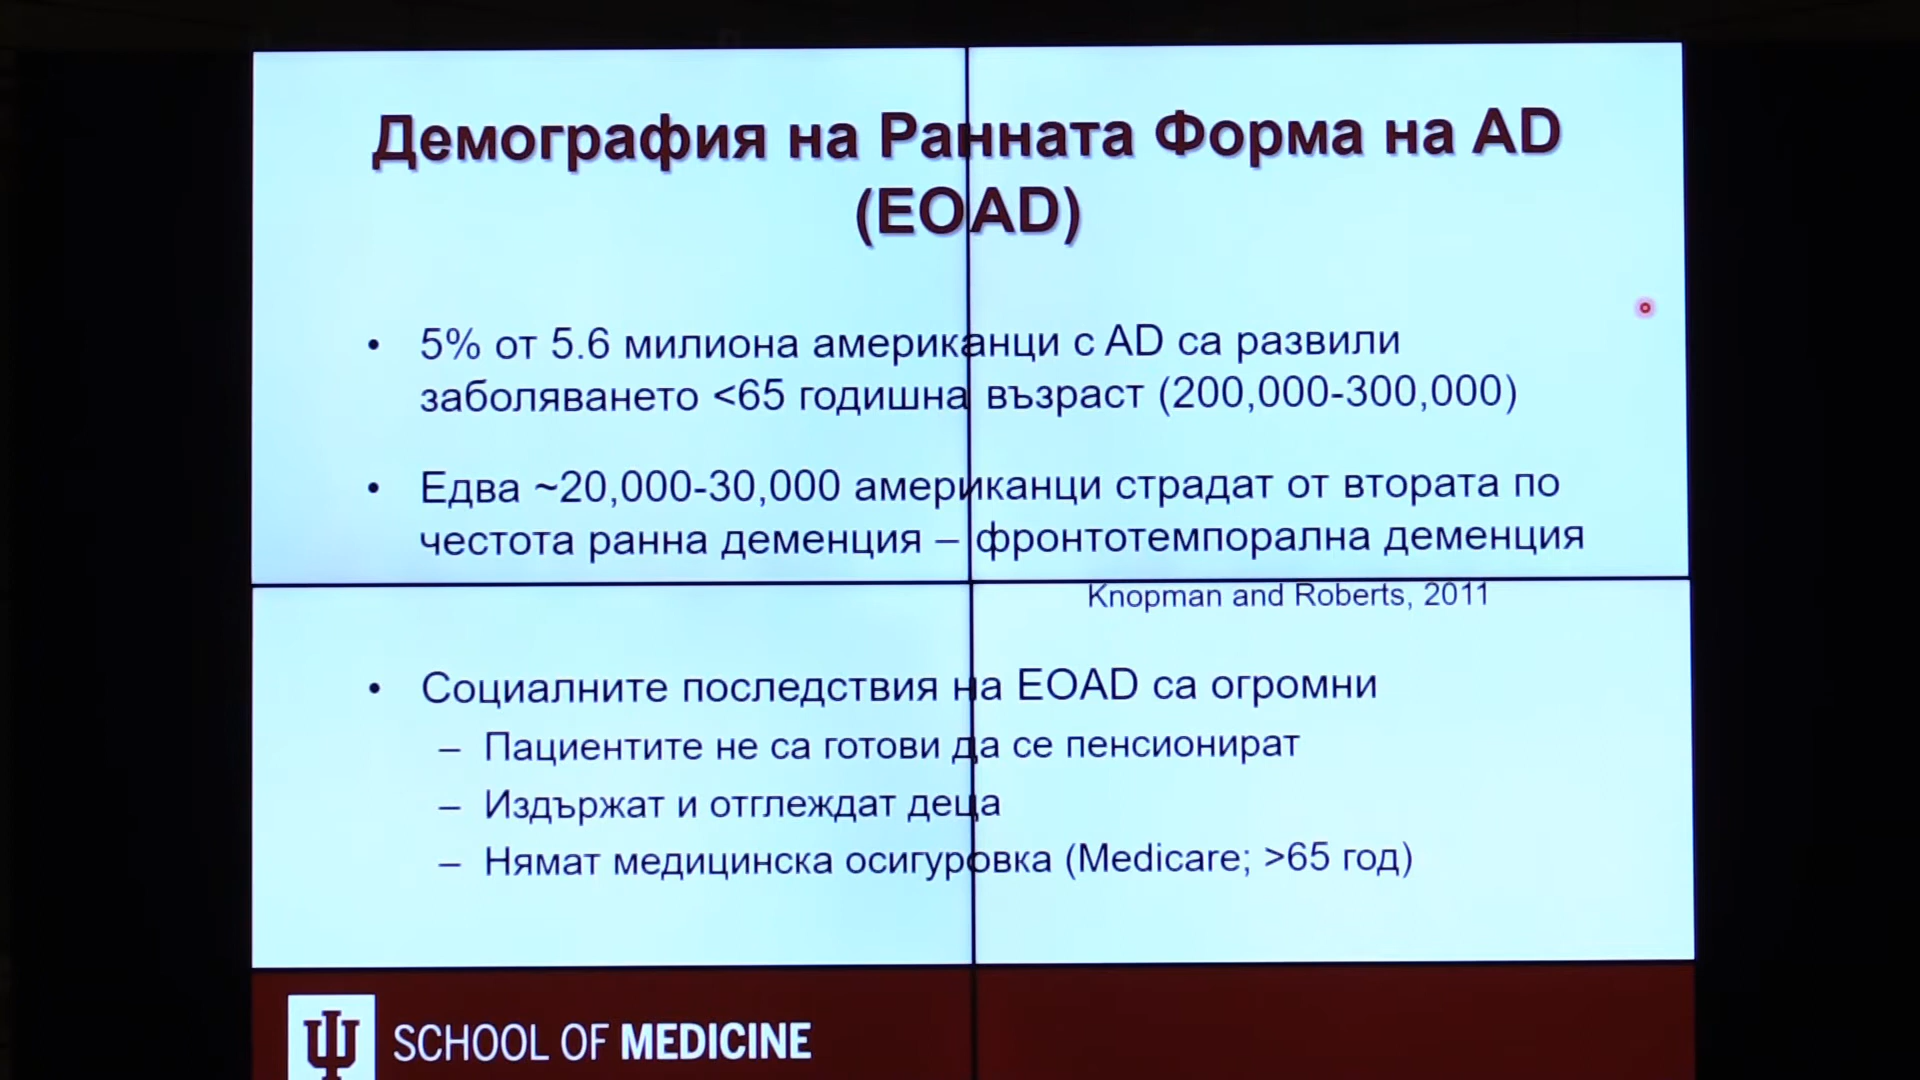 Демография на Ранната Форма на AD
(EOAD)
• 5% от 5.6 милиона американци с AD са развили
заболяването <65 годишна възраст (200,000-300,000)
• Едва ~20,000-30,000 американци страдат от втората по
честота ранна деменция – фронтотемпорална деменция
Knopman and Roberts, 2011
• Социалните последствия на EOAD са огромни
– Пациентите не са готови да се пенсионират
– Издържат и отглеждат деца
– Нямат медицинска осигуровка (Medicare; >65 год)
SCHOOL OF MEDICINE